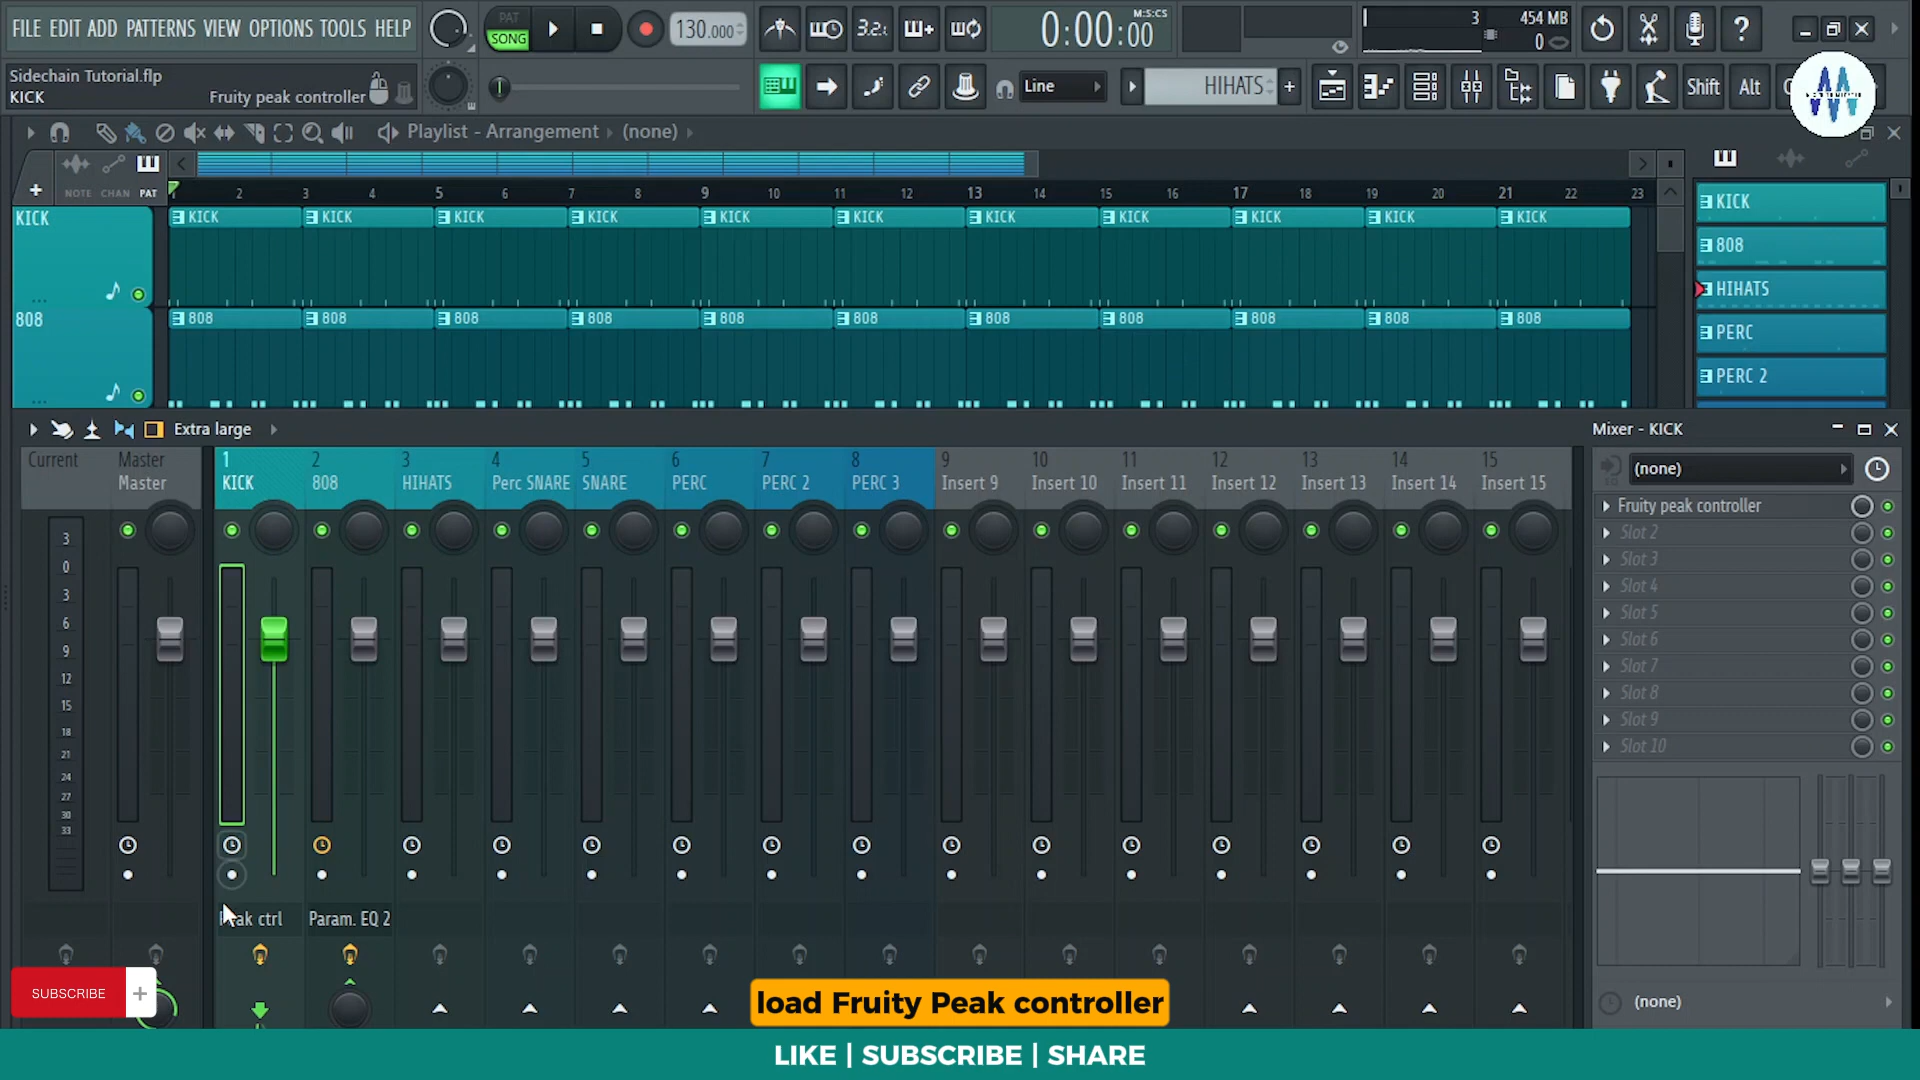 FILE EDIT ADD PATTERNS VIEW OPTIONS TOOLS HELP
PAT
SONG
130.000
3.2.
0:00:00
M:S:CS
3
454 MB
0
?
Sidechain Tutorial.flp
KICK
Fruity peak controller
Line
HIHATS
+
Shift
Alt
Playlist - Arrangement
(none)
NOTE CHAN PAT
2 3 4 5 6 7 8 9 10 11 12 13 14 15 16 17 18 19 20 21 22 23
KICK
KICK KICK KICK KICK KICK KICK KICK KICK KICK KICK KICK
808
808 808 808 808 808 808 808 808 808 808 808
KICK
808
HIHATS
PERC
PERC 2
Extra large
Mixer - KICK
Current
Master
Master
1
KICK
2
808
3
HIHATS
4
Perc SNARE
5
SNARE
6
PERC
7
PERC 2
8
PERC 3
9
Insert 9
10
Insert 10
11
Insert 11
12
Insert 12
13
Insert 13
14
Insert 14
15
Insert 15
3
0
3
6
9
12
15
18
21
24
27
30
33
(none)
Fruity peak controller
Slot 2
Slot 3
Slot 4
Slot 5
Slot 6
Slot 7
Slot 8
Slot 9
Slot 10
Peak ctrl
Param. EQ 2
(none)
SUBSCRIBE +
load Fruity Peak controller
LIKE | SUBSCRIBE | SHARE